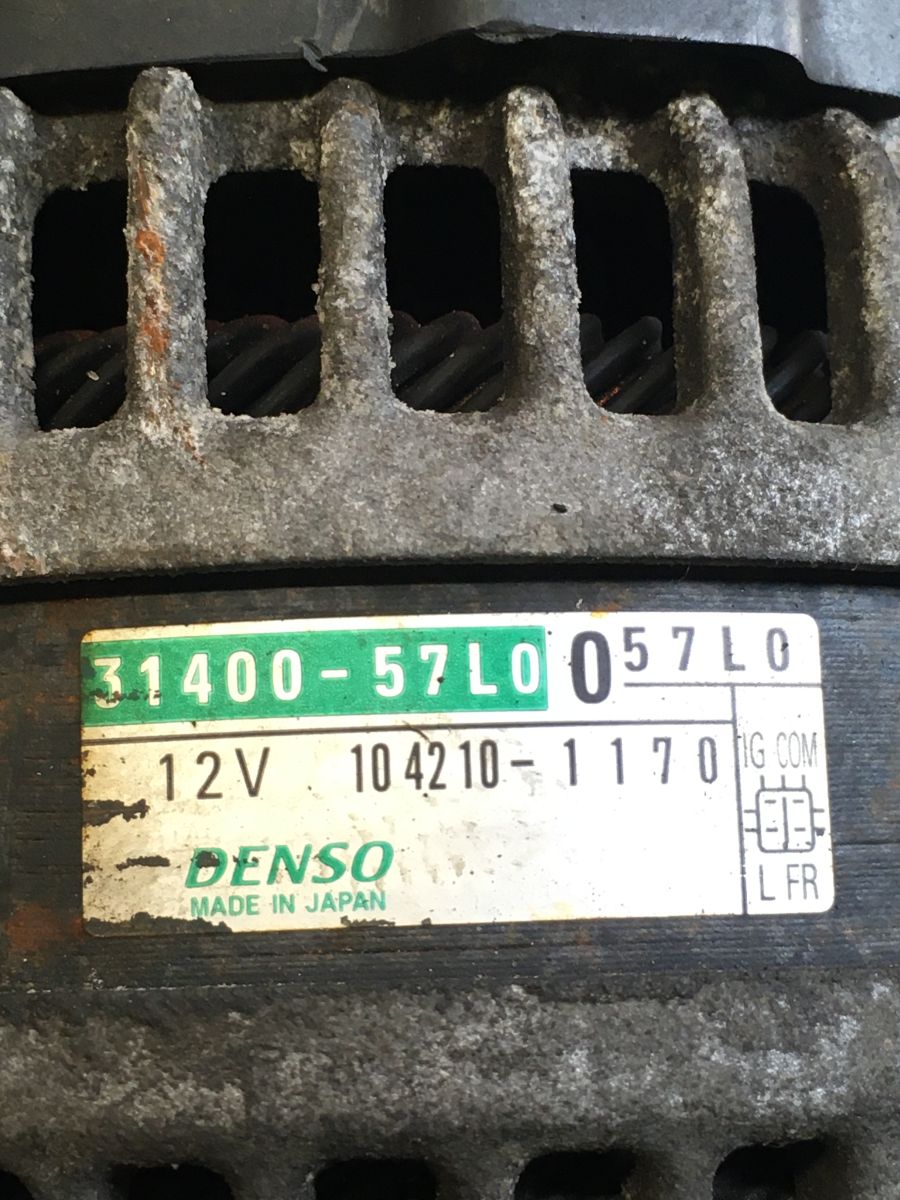 31400-57L0 0 57L0
12V 104210-1170
IG COM
DENSO
L FR
MADE IN JAPAN